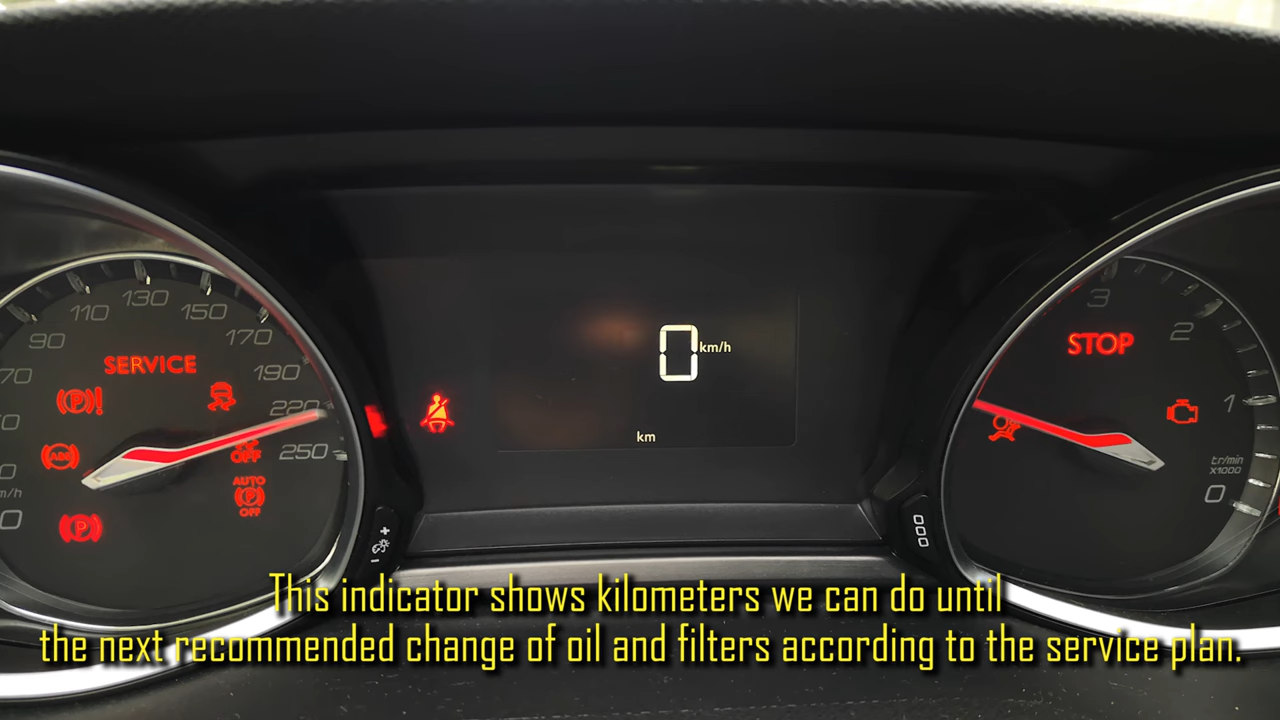 110
130
150
90
170
70
190
220
250
SERVICE
(P)!
ABS
OFF
AUTO
(P)
OFF
(P)
0
km/h
km
3
2
1
0
STOP
tr/min
x1000
0
This indicator shows kilometers we can do until
the next recommended change of oil and filters according to the service plan.